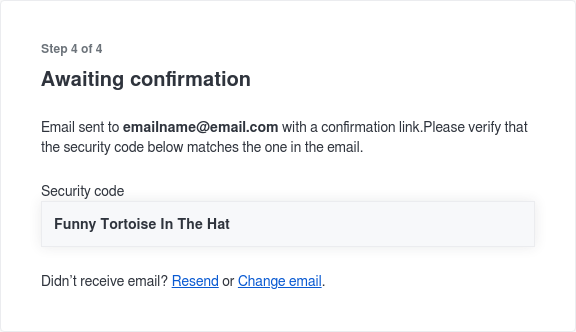 Step 4 of 4
Awaiting confirmation
Email sent to emailname@email.com with a confirmation link.Please verify that
the security code below matches the one in the email.
Security code
Funny Tortoise In The Hat
Didn’t receive email? Resend or Change email.